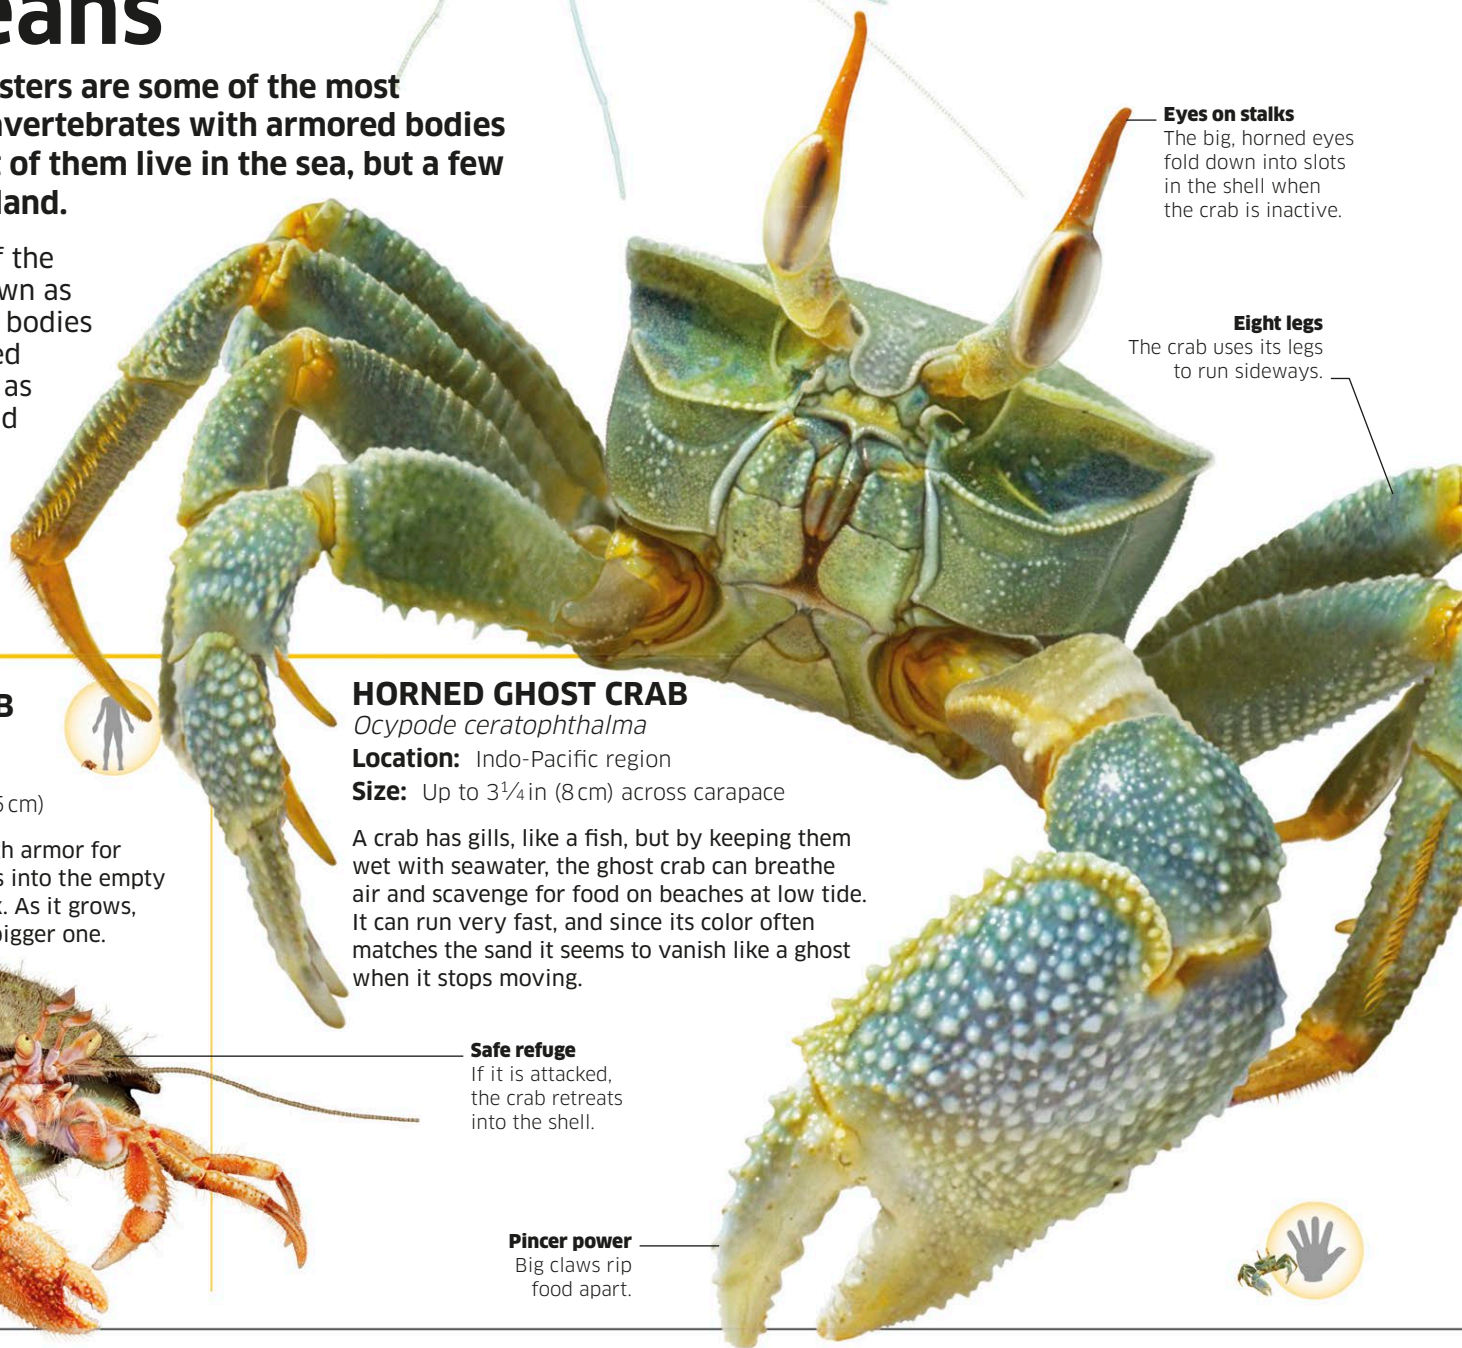 eans
sters are some of the most
nvertebrates with armored bodies
t of them live in the sea, but a few
land.
f the
wn as
bodies
ed
as
d
Eyes on stalks
The big, horned eyes
fold down into slots
in the shell when
the crab is inactive.
Eight legs
The crab uses its legs
to run sideways.
B
5 cm)
h armor for
s into the empty
k. As it grows,
bigger one.
HORNED GHOST CRAB
Ocypode ceratophthalma
Location: Indo-Pacific region
Size: Up to 3¼ in (8 cm) across carapace
A crab has gills, like a fish, but by keeping them
wet with seawater, the ghost crab can breathe
air and scavenge for food on beaches at low tide.
It can run very fast, and since its color often
matches the sand it seems to vanish like a ghost
when it stops moving.
Safe refuge
If it is attacked,
the crab retreats
into the shell.
Pincer power
Big claws rip
food apart.